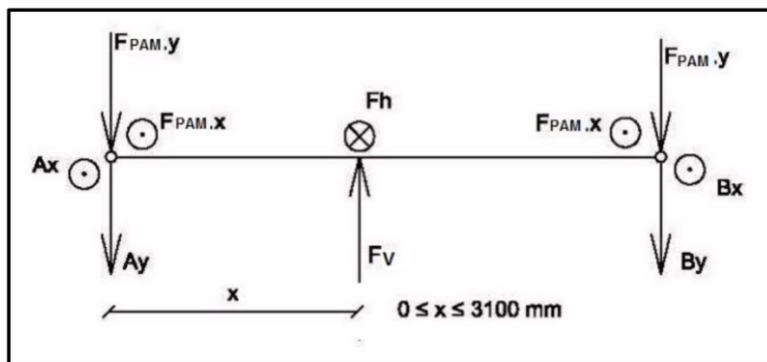 FPAM.y
FPAM.y
Fh
FPAM.x
FPAM.x
Ax
Bx
Ay
Fv
By
x
0 ≤ x ≤ 3100 mm